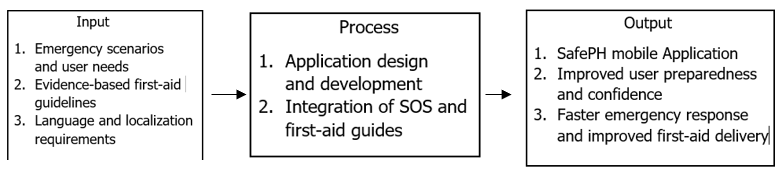 Input
1. Emergency scenarios
and user needs
2. Evidence-based first-aid
guidelines
3. Language and localization
requirements
Process
1. Application design
and development
2. Integration of SOS and
first-aid guides
Output
1. SafePH mobile Application
2. Improved user preparedness
and confidence
3. Faster emergency response
and improved first-aid delivery